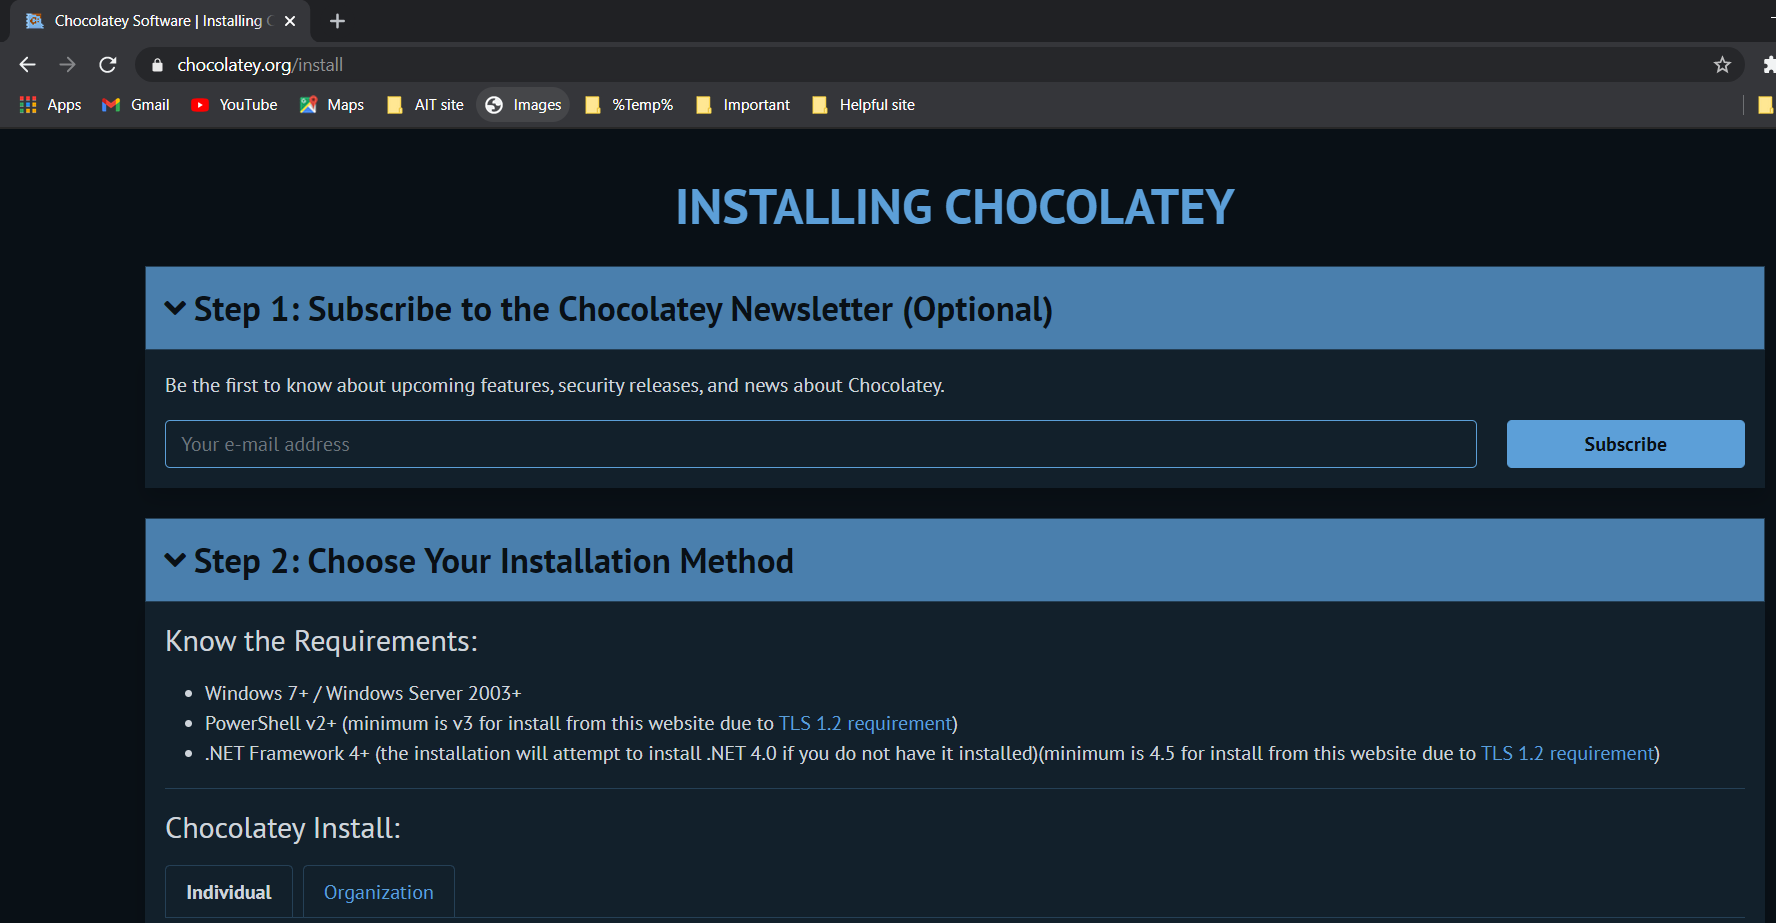 Chocolatey Software | Installing C
chocolatey.org/install
Apps Gmail YouTube Maps AIT site Images %Temp% Important Helpful site
INSTALLING CHOCOLATEY
Step 1: Subscribe to the Chocolatey Newsletter (Optional)
Be the first to know about upcoming features, security releases, and news about Chocolatey.
Your e-mail address Subscribe
Step 2: Choose Your Installation Method
Know the Requirements:
• Windows 7+ / Windows Server 2003+
• PowerShell v2+ (minimum is v3 for install from this website due to TLS 1.2 requirement)
• .NET Framework 4+ (the installation will attempt to install .NET 4.0 if you do not have it installed)(minimum is 4.5 for install from this website due to TLS 1.2 requirement)
Chocolatey Install:
Individual Organization